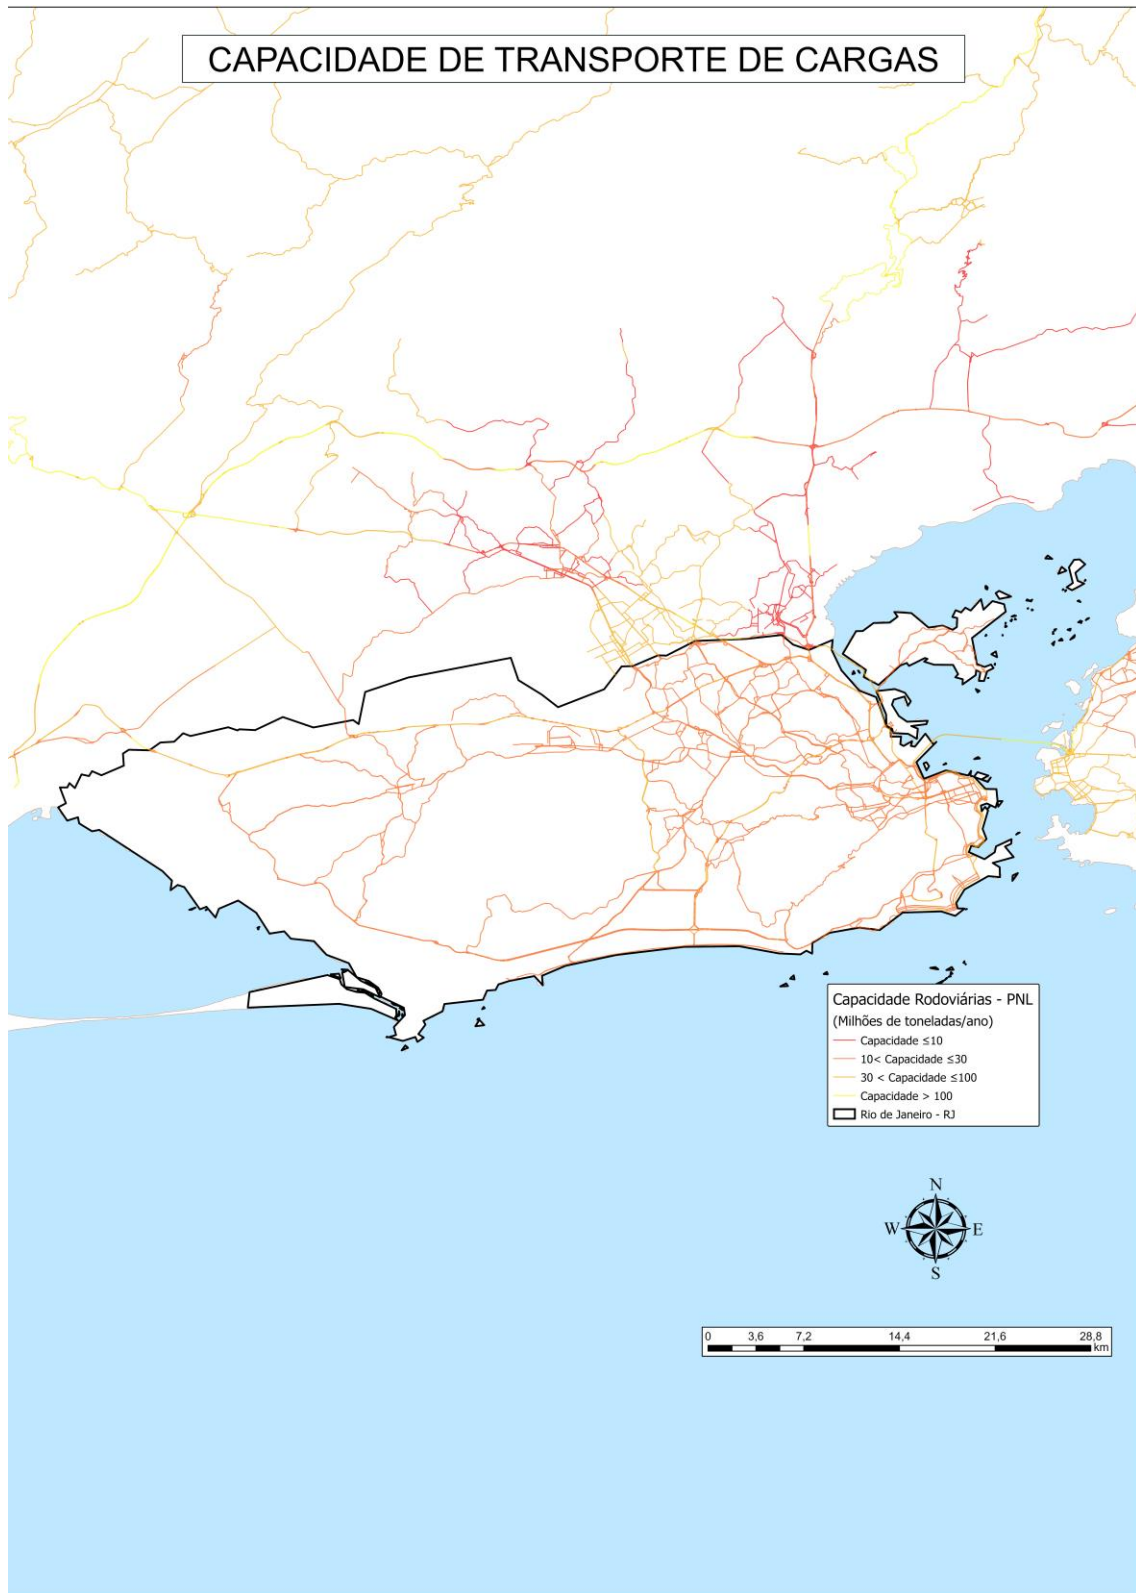 CAPACIDADE DE TRANSPORTE DE CARGAS
Capacidade Rodoviárias - PNL
(Milhões de toneladas/ano)
Capacidade ≤10
10< Capacidade ≤30
30 < Capacidade ≤100
Capacidade > 100
Rio de Janeiro - RJ
N
W E
S
0 3,6 7,2 14,4 21,6 28,8
km